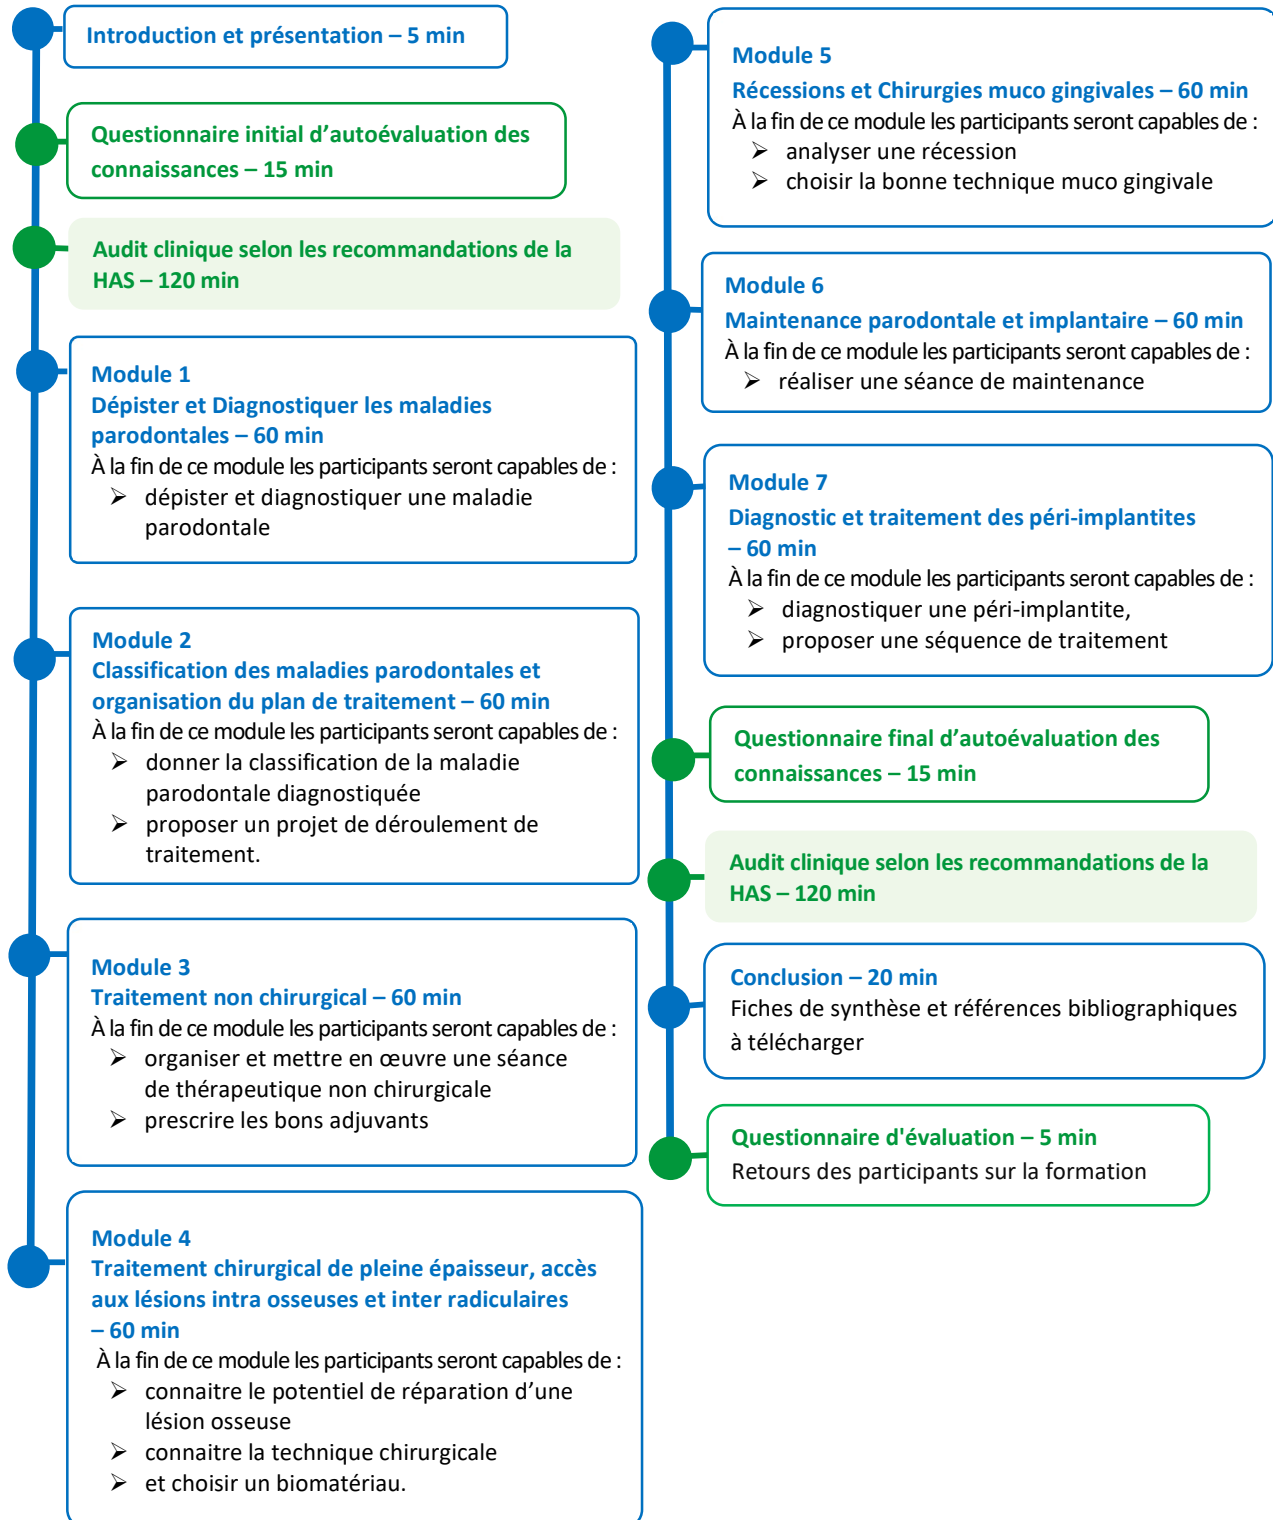 Introduction et présentation – 5 min
Questionnaire initial d’autoévaluation des
connaissances – 15 min
Audit clinique selon les recommandations de la
HAS – 120 min
Module 1
Dépister et Diagnostiquer les maladies
parodontales – 60 min
À la fin de ce module les participants seront capables de :
➢ dépister et diagnostiquer une maladie
parodontale
Module 2
Classification des maladies parodontales et
organisation du plan de traitement – 60 min
À la fin de ce module les participants seront capables de :
➢ donner la classification de la maladie
parodontale diagnostiquée
➢ proposer un projet de déroulement de
traitement.
Module 3
Traitement non chirurgical – 60 min
À la fin de ce module les participants seront capables de :
➢ organiser et mettre en œuvre une séance
de thérapeutique non chirurgicale
➢ prescrire les bons adjuvants
Module 4
Traitement chirurgical de pleine épaisseur, accès
aux lésions intra osseuses et inter radiculaires
– 60 min
À la fin de ce module les participants seront capables de :
➢ connaitre le potentiel de réparation d’une
lésion osseuse
➢ connaitre la technique chirurgicale
➢ et choisir un biomatériau.
Module 5
Récessions et Chirurgies muco gingivales – 60 min
À la fin de ce module les participants seront capables de :
➢ analyser une récession
➢ choisir la bonne technique muco gingivale
Module 6
Maintenance parodontale et implantaire – 60 min
À la fin de ce module les participants seront capables de :
➢ réaliser une séance de maintenance
Module 7
Diagnostic et traitement des péri-implantites
– 60 min
À la fin de ce module les participants seront capables de :
➢ diagnostiquer une péri-implantite,
➢ proposer une séquence de traitement
Questionnaire final d’autoévaluation des
connaissances – 15 min
Audit clinique selon les recommandations de la
HAS – 120 min
Conclusion – 20 min
Fiches de synthèse et références bibliographiques
à télécharger
Questionnaire d'évaluation – 5 min
Retours des participants sur la formation